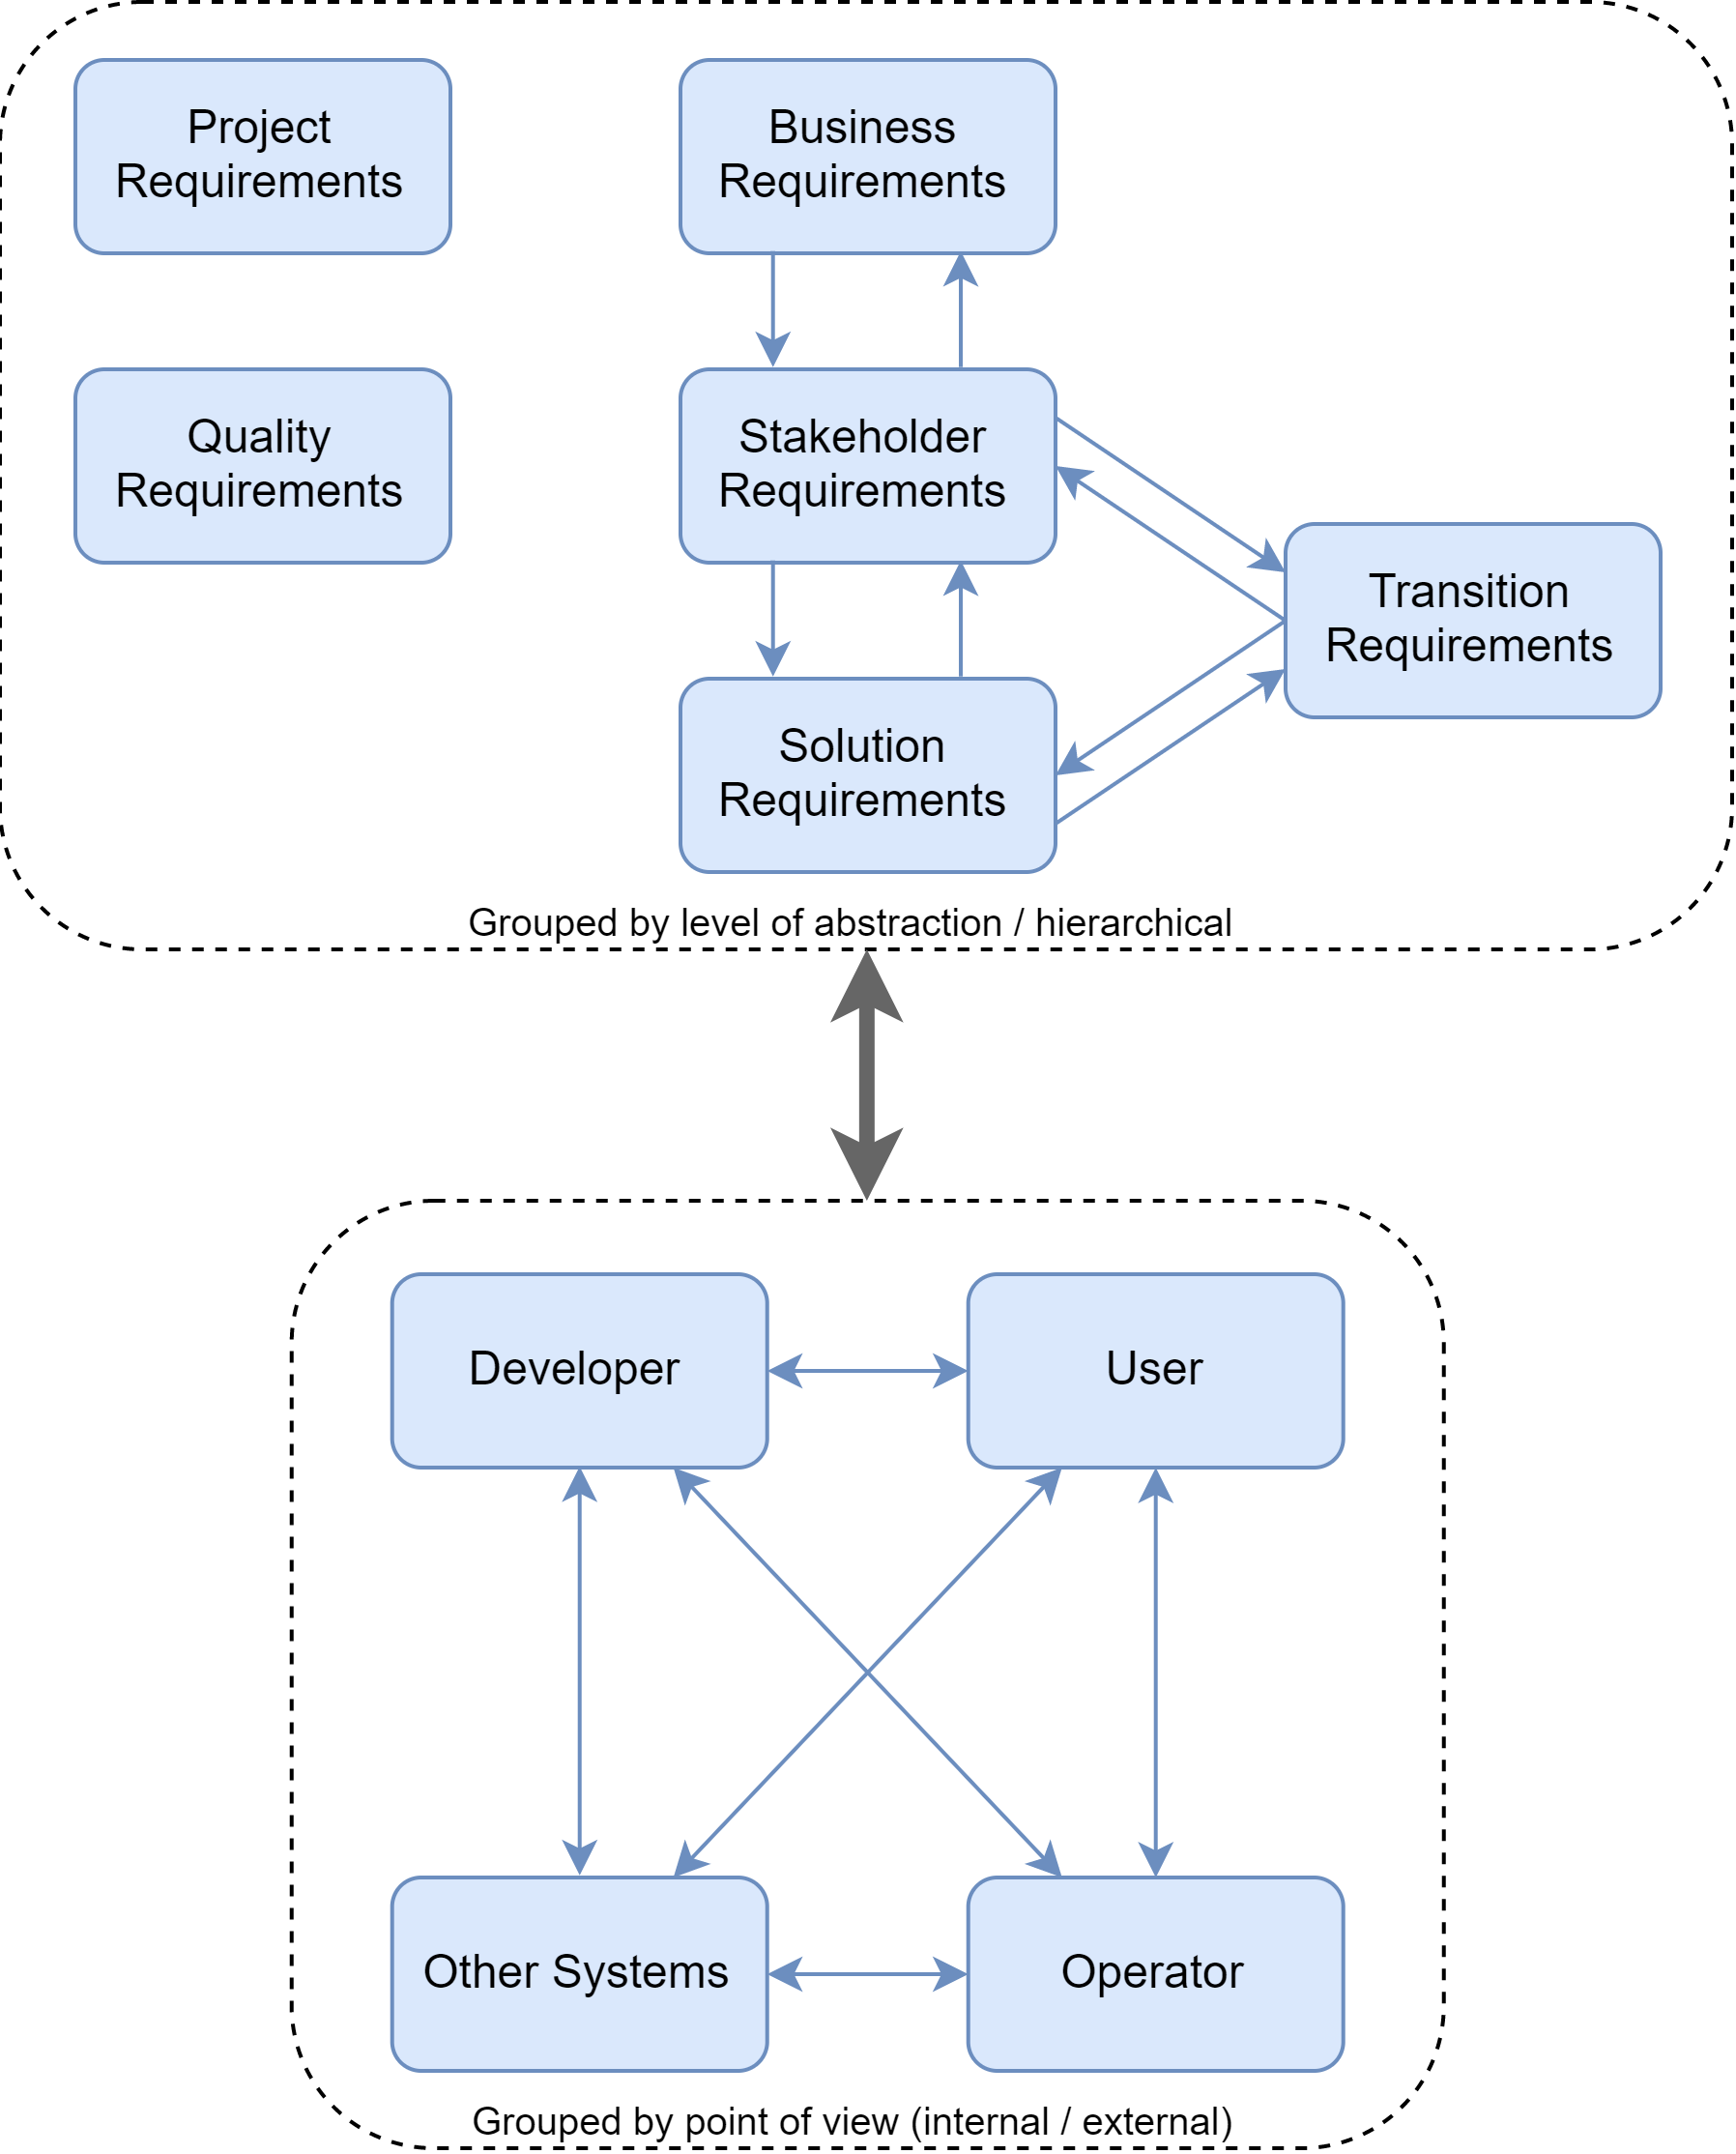 Project
Requirements
Business
Requirements
Quality
Requirements
Stakeholder
Requirements
Transition
Requirements
Solution
Requirements
Grouped by level of abstraction / hierarchical
Developer
User
Other Systems
Operator
Grouped by point of view (internal / external)